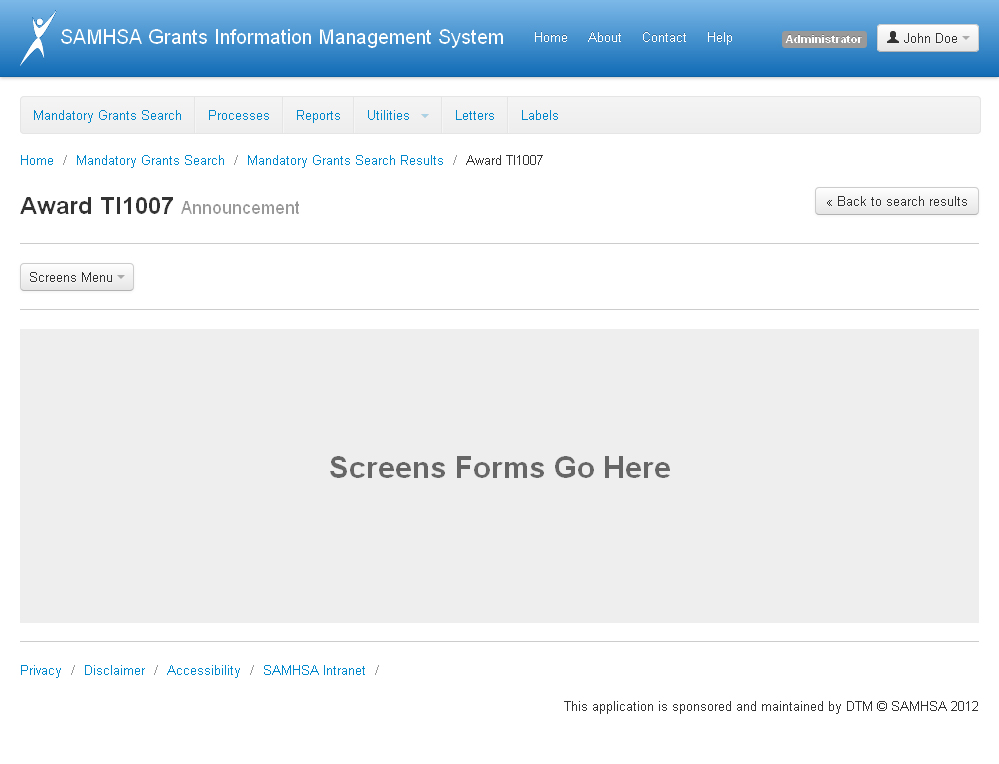 SAMHSA Grants Information Management System Home About Contact Help Administrator John Doe
Mandatory Grants Search Processes Reports Utilities Letters Labels
Home / Mandatory Grants Search / Mandatory Grants Search Results / Award TI1007
Award TI1007 Announcement
« Back to search results
Screens Menu
Screens Forms Go Here
Privacy / Disclaimer / Accessibility / SAMHSA Intranet /
This application is sponsored and maintained by DTM © SAMHSA 2012